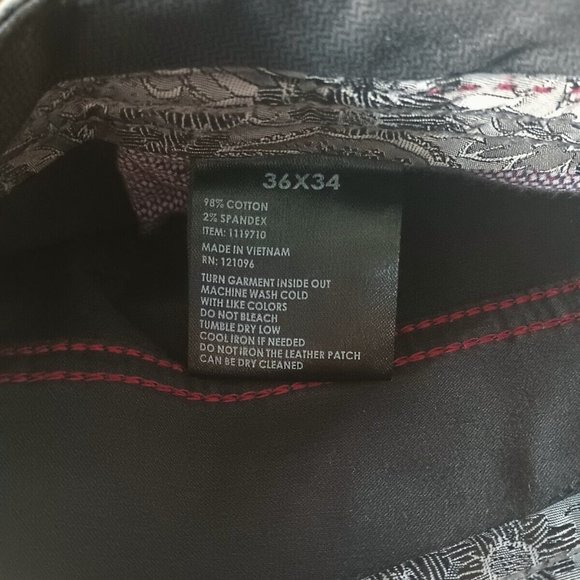 36X34
98% COTTON
2% SPANDEX
ITEM: 1119710
MADE IN VIETNAM
RN: 121096
TURN GARMENT INSIDE OUT
MACHINE WASH COLD
WITH LIKE COLORS
DO NOT BLEACH
TUMBLE DRY LOW
COOL IRON IF NEEDED
DO NOT IRON THE LEATHER PATCH
CAN BE DRY CLEANED